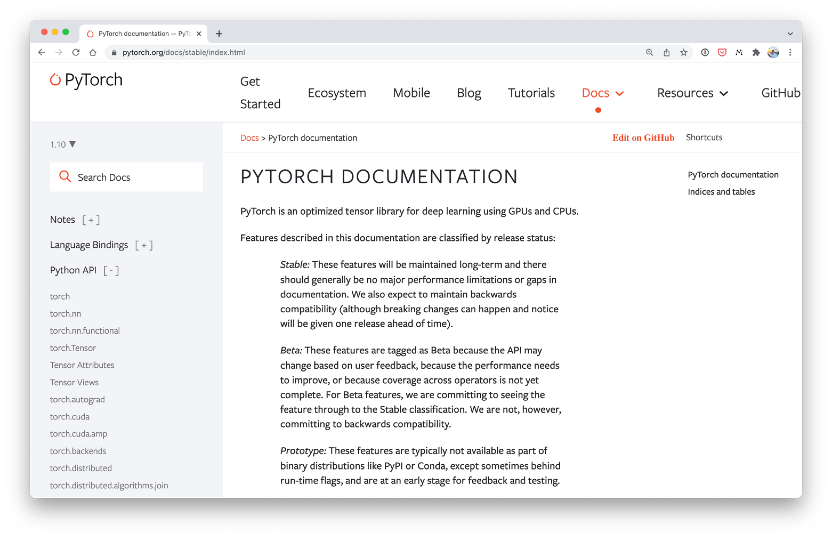 PyTorch documentation — PyT
pytorch.org/docs/stable/index.html
PyTorch
Get Started
Ecosystem
Mobile
Blog
Tutorials
Docs
Resources
GitHub
1.10 ▼
Search Docs
Notes [ + ]
Language Bindings [ + ]
Python API [ - ]
torch
torch.nn
torch.nn.functional
torch.Tensor
Tensor Attributes
Tensor Views
torch.autograd
torch.cuda
torch.cuda.amp
torch.backends
torch.distributed
torch.distributed.algorithms.join
Docs > PyTorch documentation
Edit on GitHub
Shortcuts
PYTORCH DOCUMENTATION
PyTorch is an optimized tensor library for deep learning using GPUs and CPUs.
Features described in this documentation are classified by release status:
Stable: These features will be maintained long-term and there
should generally be no major performance limitations or gaps in
documentation. We also expect to maintain backwards
compatibility (although breaking changes can happen and notice
will be given one release ahead of time).
Beta: These features are tagged as Beta because the API may
change based on user feedback, because the performance needs
to improve, or because coverage across operators is not yet
complete. For Beta features, we are committing to seeing the
feature through to the Stable classification. We are not, however,
committing to backwards compatibility.
Prototype: These features are typically not available as part of
binary distributions like PyPI or Conda, except sometimes behind
run-time flags, and are at an early stage for feedback and testing.
PyTorch documentation
Indices and tables